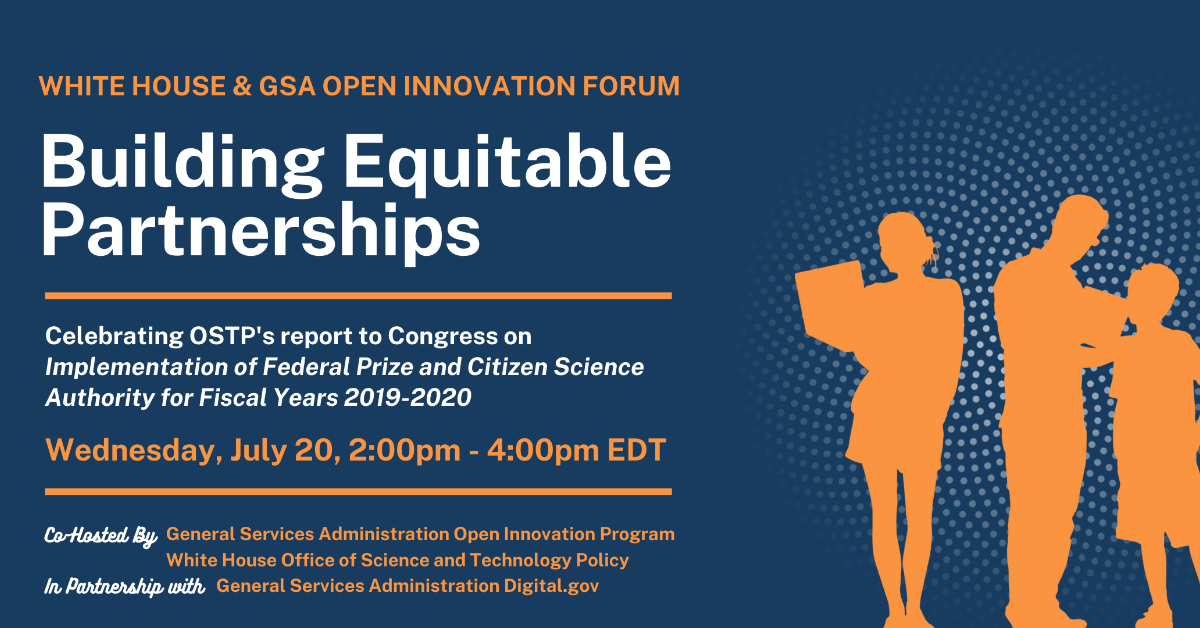 WHITE HOUSE & GSA OPEN INNOVATION FORUM
Building Equitable
Partnerships
Celebrating OSTP's report to Congress on
Implementation of Federal Prize and Citizen Science
Authority for Fiscal Years 2019-2020
Wednesday, July 20, 2:00pm - 4:00pm EDT
Co-Hosted By General Services Administration Open Innovation Program
White House Office of Science and Technology Policy
In Partnership with General Services Administration Digital.gov